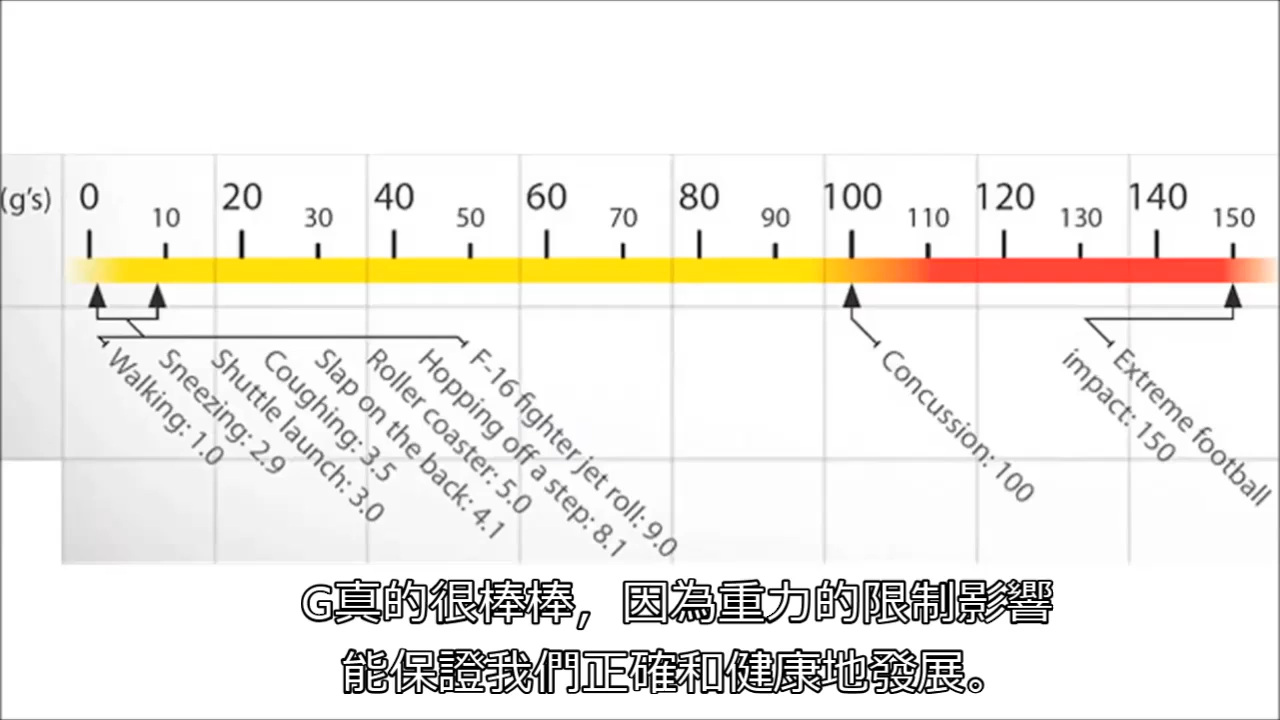 (g's) 0 20 40 60 80 100 120 140
10 30 50 70 90 110 130 150
Walking: 1.0
Sneezing: 2.9
Shuttle launch: 3.0
Coughing: 3.5
Slap on the back: 4.1
Roller coaster: 5.0
Hopping off a step: 8.1
F-16 fighter jet roll: 9.0
Concussion: 100
Extreme football
impact: 150
G真的很棒棒，因為重力的限制影響
能保證我們正確和健康地發展。